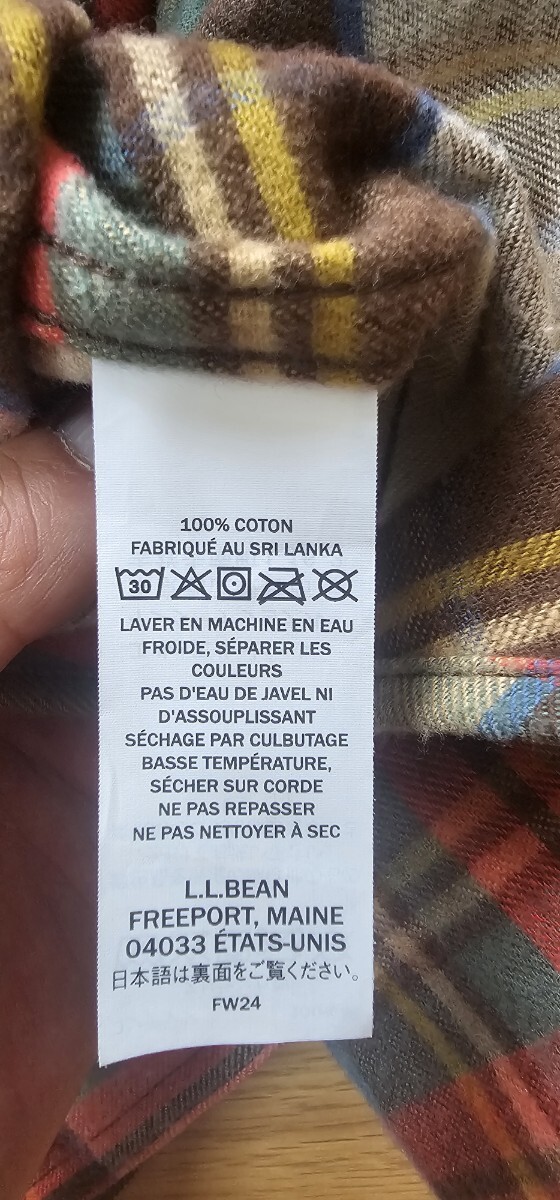 100% COTON
FABRIQUÉ AU SRI LANKA
30
LAVER EN MACHINE EN EAU
FROIDE, SÉPARER LES
COULEURS
PAS D'EAU DE JAVEL NI
D'ASSOUPLISSANT
SÉCHAGE PAR CULBUTAGE
BASSE TEMPÉRATURE,
SÉCHER SUR CORDE
NE PAS REPASSER
NE PAS NETTOYER À SEC
L.L.BEAN
FREEPORT, MAINE
04033 ÉTATS-UNIS
日本語は裏面をご覧ください。
FW24